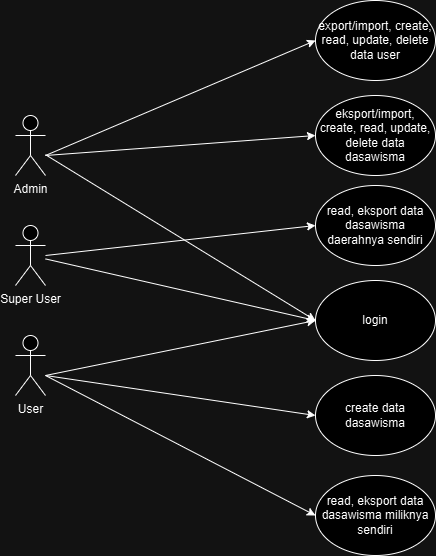 export/import, create,
read, update, delete
data user
eksport/import,
create, read, update,
delete data
dasawisma
Admin
read, eksport data
dasawisma
daerahnya sendiri
Super User
login
User
create data
dasawisma
read, eksport data
dasawisma miliknya
sendiri